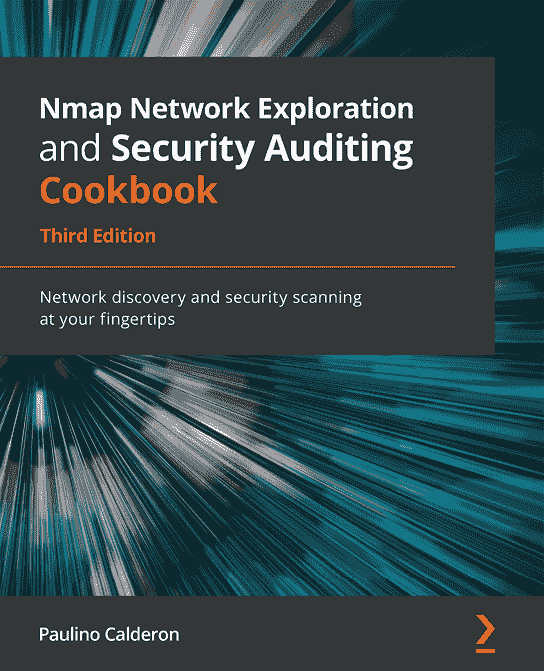 Nmap Network Exploration
and Security Auditing
Cookbook
Third Edition
Network discovery and security scanning
at your fingertips
Paulino Calderon